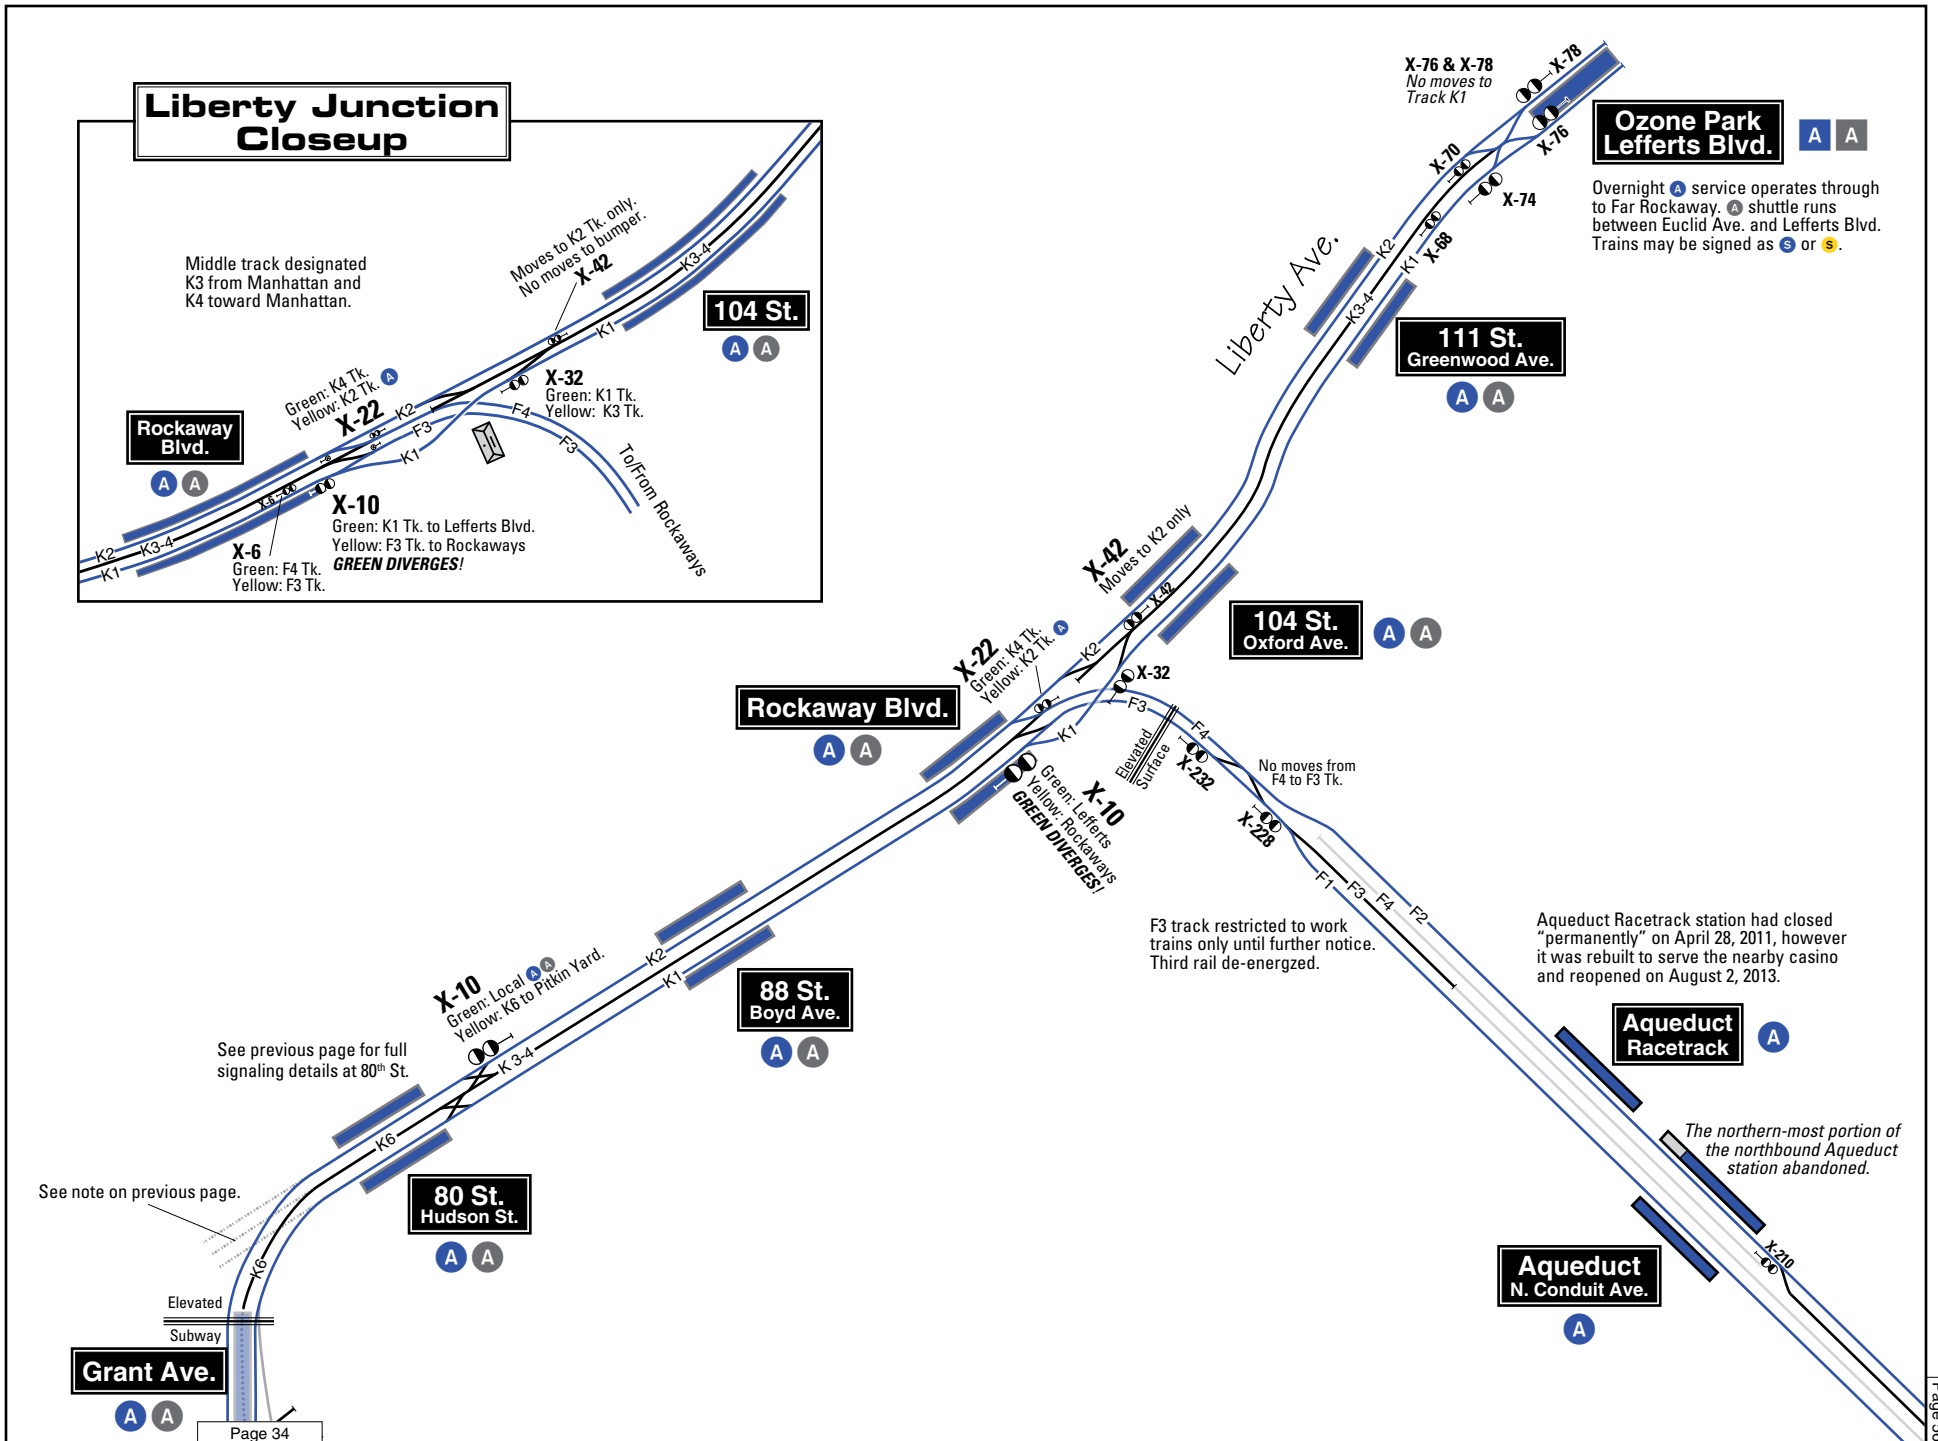 Liberty Junction
Closeup
Middle track designated
K3 from Manhattan and
K4 toward Manhattan.
Moves to K2 Tk. only.
No moves to bumper.
X-42
K3-4
K1
104 St.
A A
Green: K4 Tk.
Yellow: K2 Tk. A
X-22
K2
F3
K1
F4
F3
X-32
Green: K1 Tk.
Yellow: K3 Tk.
To/From Rockaways
Rockaway
Blvd.
A A
X-6
X-10
Green: K1 Tk. to Lefferts Blvd.
Yellow: F3 Tk. to Rockaways
GREEN DIVERGES!
X-6
Green: F4 Tk.
Yellow: F3 Tk.
K2
K3-4
K1
X-76 & X-78
No moves to
Track K1
X-78
X-76
X-70
X-74
X-68
Ozone Park
Lefferts Blvd.
A A
Overnight A service operates through
to Far Rockaway. A shuttle runs
between Euclid Ave. and Lefferts Blvd.
Trains may be signed as S or S.
Liberty Ave.
K2
K1
K3-4
111 St.
Greenwood Ave.
A A
X-42
Moves to K2 only
X-42
104 St.
Oxford Ave.
A A
X-22
Green: K4 Tk.
Yellow: K2 Tk. A
K2
X-32
Rockaway Blvd.
A A
K1
F3
F4
Elevated
Surface
X-232
No moves from
F4 to F3 Tk.
X-228
X-10
Green: Lefferts
Yellow: Rockaways
GREEN DIVERGES!
F1
F3
F4
F2
F3 track restricted to work
trains only until further notice.
Third rail de-energzed.
Aqueduct Racetrack station had closed
“permanently” on April 28, 2011, however
it was rebuilt to serve the nearby casino
and reopened on August 2, 2013.
Aqueduct
Racetrack
A
The northern-most portion of
the northbound Aqueduct
station abandoned.
X-210
Aqueduct
N. Conduit Ave.
A
K2
K1
88 St.
Boyd Ave.
A A
X-10
Green: Local A A
Yellow: K6 to Pitkin Yard.
K 3-4
See previous page for full
signaling details at 80th St.
K6
80 St.
Hudson St.
A A
See note on previous page.
K6
Elevated
Subway
Grant Ave.
A A
Page 34